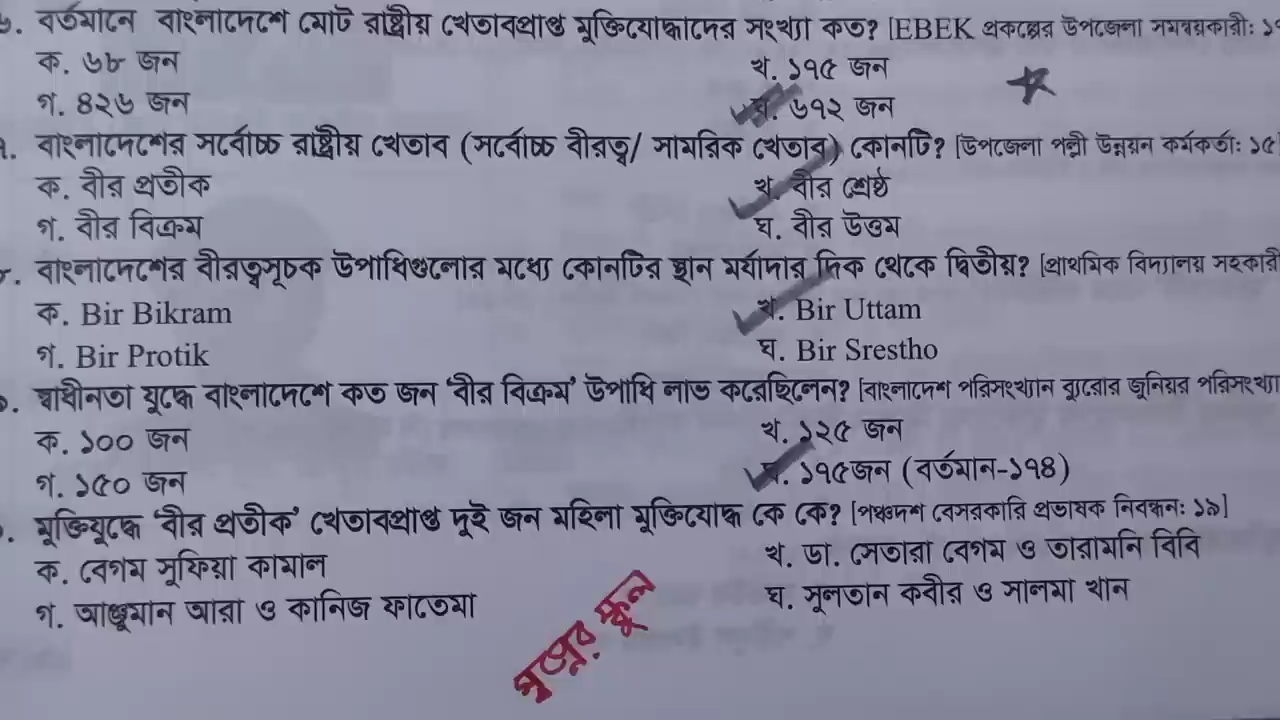 ৬. বর্তমানে বাংলাদেশে মোট রাষ্ট্রীয় খেতাবপ্রাপ্ত মুক্তিযোদ্ধাদের সংখ্যা কত? [EBEK প্রকল্পের উপজেলা সমন্বয়কারী:
ক. ৬৮ জন খ. ১৭৫ জন
গ. ৪২৬ জন ঘ. ৬৭২ জন
৭. বাংলাদেশের সর্বোচ্চ রাষ্ট্রীয় খেতাব (সর্বোচ্চ বীরত্ব/ সামরিক খেতাব) কোনটি? [উপজেলা পল্লী উন্নয়ন কর্মকর্তা: ১৫
ক. বীর প্রতীক খ. বীর শ্রেষ্ঠ
গ. বীর বিক্রম ঘ. বীর উত্তম
৮. বাংলাদেশের বীরত্বসূচক উপাধিগুলোর মধ্যে কোনটির স্থান মর্যাদার দিক থেকে দ্বিতীয়? [প্রাথমিক বিদ্যালয় সহকারী
ক. Bir Bikram খ. Bir Uttam
গ. Bir Protik ঘ. Bir Srestho
৯. স্বাধীনতা যুদ্ধে বাংলাদেশে কত জন ‘বীর বিক্রম’ উপাধি লাভ করেছিলেন? [বাংলাদেশ পরিসংখ্যান ব্যুরোর জুনিয়র পরিসংখ্যা
ক. ১০০ জন খ. ১২৫ জন
গ. ১৫০ জন ঘ. ১৭৫জন (বর্তমান-১৭৪)
মুক্তিযুদ্ধে ‘বীর প্রতীক’ খেতাবপ্রাপ্ত দুই জন মহিলা মুক্তিযোদ্ধ কে কে? [পঞ্চদশ বেসরকারি প্রভাষক নিবন্ধন: ১৯]
ক. বেগম সুফিয়া কামাল খ. ডা. সেতারা বেগম ও তারামনি বিবি
গ. আঞ্জুমান আরা ও কানিজ ফাতেমা ঘ. সুলতান কবীর ও সালমা খান
স্কুল